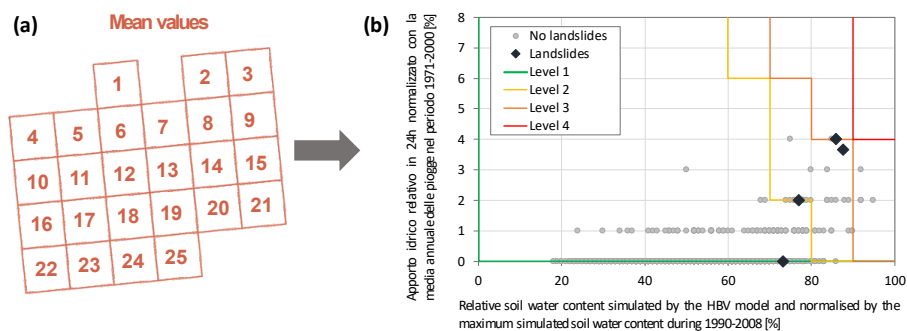 (a)
Mean values
1 2 3
4 5 6 7 8 9
10 11 12 13 14 15
16 17 18 19 20 21
22 23 24 25
(b)
Apporto idrico relativo in 24h normalizzato con la
media annuale delle piogge nel periodo 1971-2000 [%]
8
7
6
5
4
3
2
1
0
No landslides
Landslides
Level 1
Level 2
Level 3
Level 4
0 20 40 60 80 100
Relative soil water content simulated by the HBV model and normalised by the
maximum simulated soil water content during 1990-2008 [%]